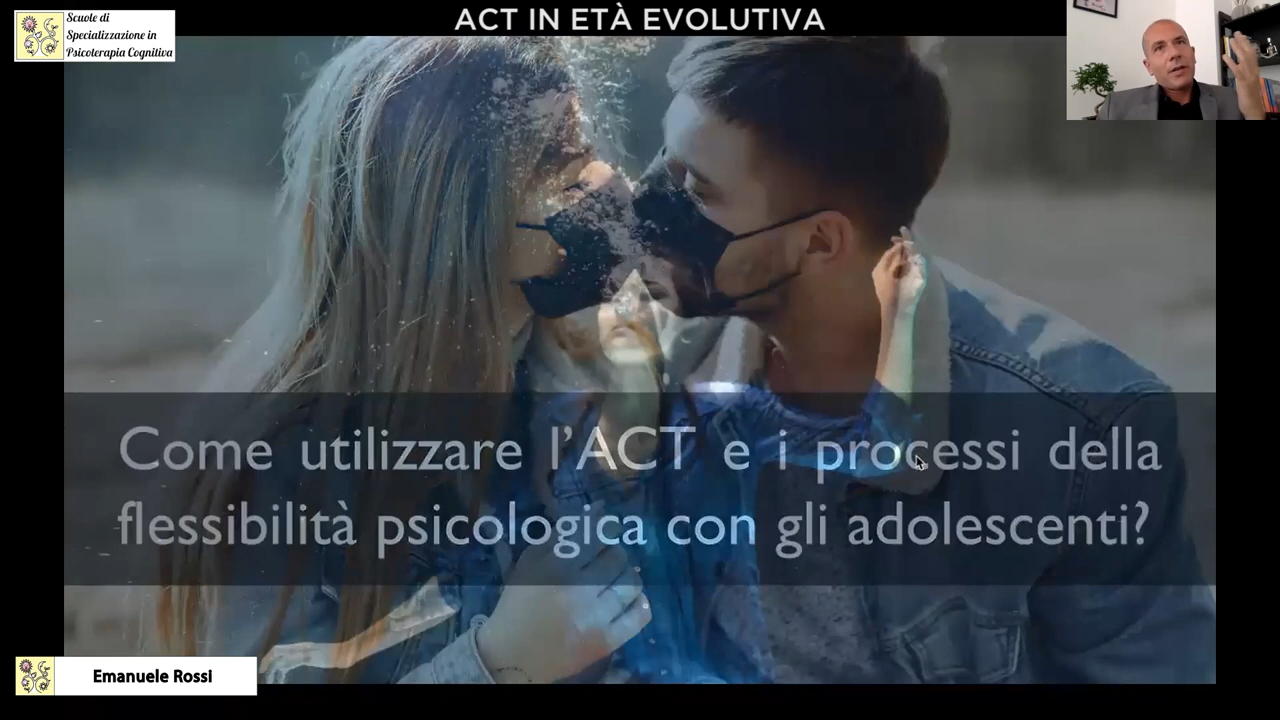 ACT IN ETÀ EVOLUTIVA
Scuole di
Specializzazione in
Psicoterapia Cognitiva
Come utilizzare l’ACT e i processi della
flessibilità psicologica con gli adolescenti?
Emanuele Rossi